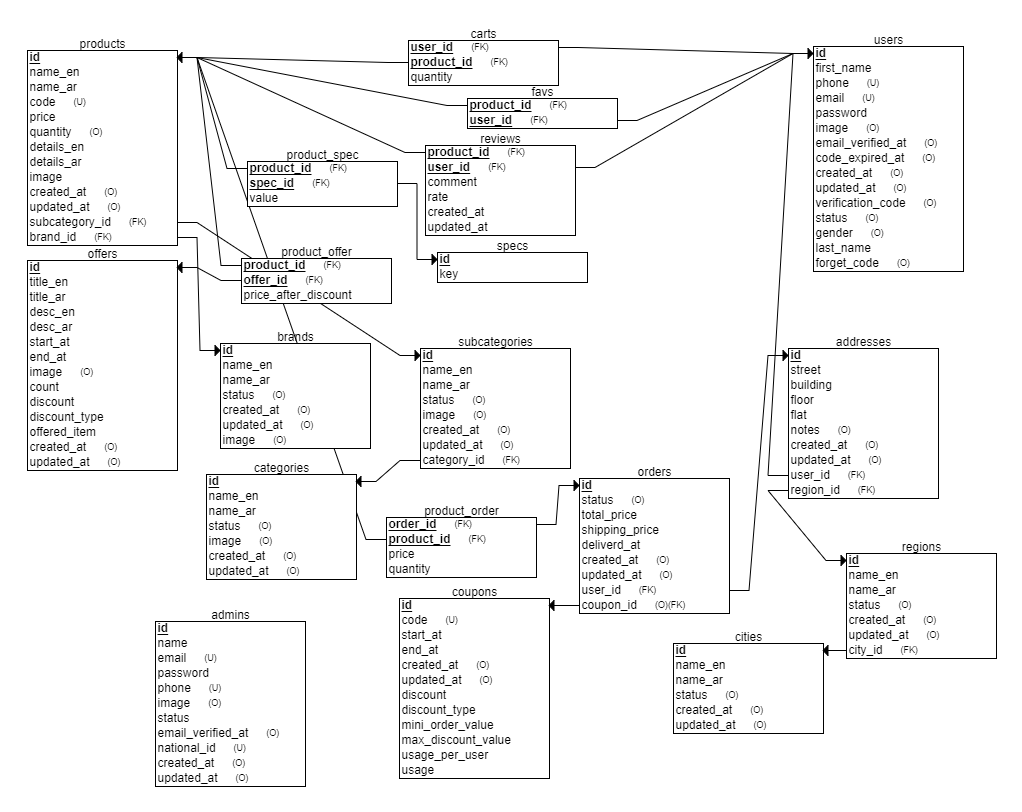 products
id
name_en
name_ar
code (U)
price
quantity (O)
details_en
details_ar
image
created_at (O)
updated_at (O)
subcategory_id (FK)
brand_id (FK)
carts
user_id (FK)
product_id (FK)
quantity
favs
product_id (FK)
user_id (FK)
reviews
product_id (FK)
user_id (FK)
comment
rate
created_at
updated_at
users
id
first_name
phone (U)
email (U)
password
image (O)
email_verified_at (O)
code_expired_at (O)
created_at (O)
updated_at (O)
verification_code (O)
status (O)
gender (O)
last_name
forget_code (O)
product_spec
product_id (FK)
spec_id (FK)
value
specs
id
key
offers
id
title_en
title_ar
desc_en
desc_ar
start_at
end_at
image (O)
count
discount
discount_type
offered_item
created_at (O)
updated_at (O)
product_offer
product_id (FK)
offer_id (FK)
price_after_discount
brands
id
name_en
name_ar
status (O)
created_at (O)
updated_at (O)
image (O)
subcategories
id
name_en
name_ar
status (O)
image (O)
created_at (O)
updated_at (O)
category_id (FK)
addresses
id
street
building
floor
flat
notes (O)
created_at (O)
updated_at (O)
user_id (FK)
region_id (FK)
categories
id
name_en
name_ar
status (O)
image (O)
created_at (O)
updated_at (O)
product_order
order_id (FK)
product_id (FK)
price
quantity
orders
id
status (O)
total_price
shipping_price
deliverd_at
created_at (O)
updated_at (O)
user_id (FK)
coupon_id (O)(FK)
regions
id
name_en
name_ar
status (O)
created_at (O)
updated_at (O)
city_id (FK)
coupons
id
code (U)
start_at
end_at
created_at (O)
updated_at (O)
discount
discount_type
mini_order_value
max_discount_value
usage_per_user
usage
cities
id
name_en
name_ar
status (O)
created_at (O)
updated_at (O)
admins
id
name
email (U)
password
phone (U)
image (O)
status
email_verified_at (O)
national_id (U)
created_at (O)
updated_at (O)